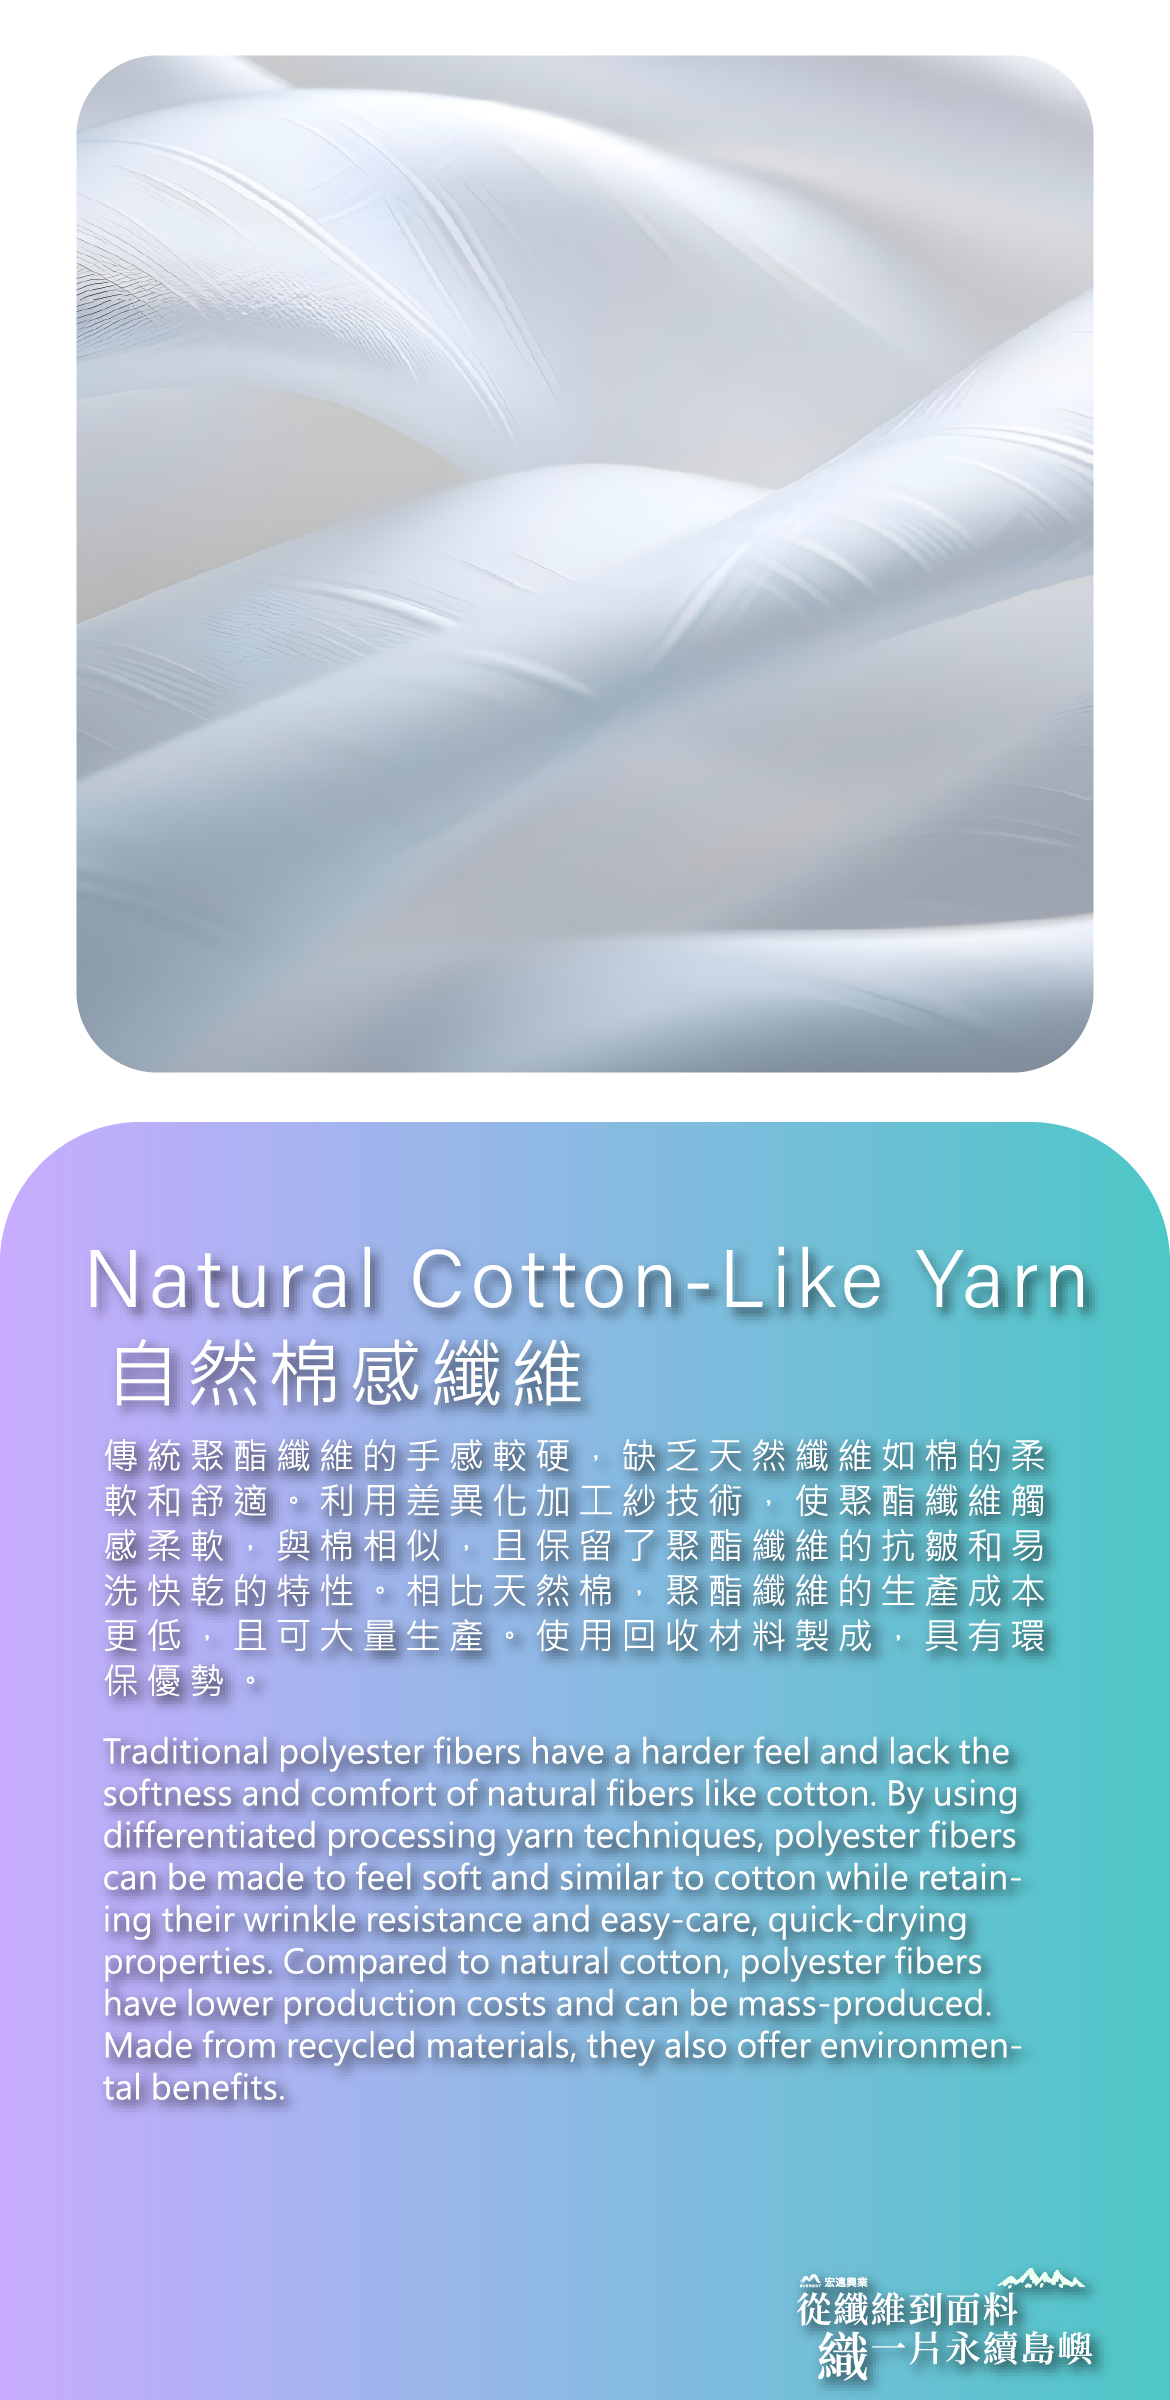 Natural Cotton-Like Yarn
自然棉感纖維
傳統聚酯纖維的手感較硬，缺乏天然纖維如棉的柔
軟和舒適。利用差異化加工紗技術，使聚酯纖維觸
感柔軟，與棉相似，且保留了聚酯纖維的抗皺和易
洗快乾的特性。相比天然棉，聚酯纖維的生產成本
更低，且可大量生產。使用回收材料製成，具有環
保優勢。
Traditional polyester fibers have a harder feel and lack the
softness and comfort of natural fibers like cotton. By using
differentiated processing yarn techniques, polyester fibers
can be made to feel soft and similar to cotton while retain-
ing their wrinkle resistance and easy-care, quick-drying
properties. Compared to natural cotton, polyester fibers
have lower production costs and can be mass-produced.
Made from recycled materials, they also offer environmen-
tal benefits.
EVEREST 宏遠興業
從纖維到面料
織一片永續島嶼